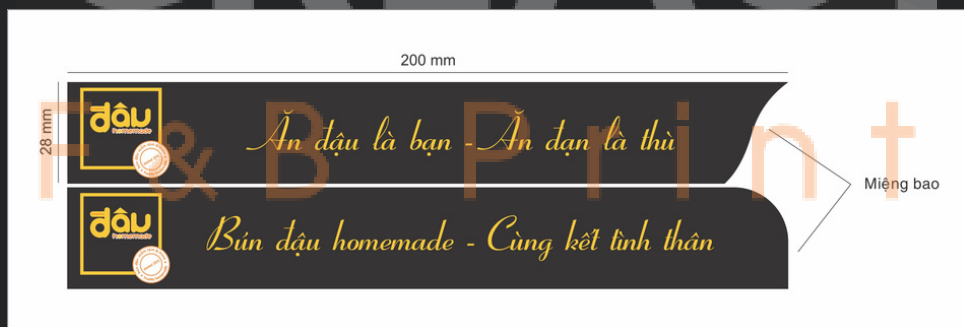 200 mm
28 mm
đậu
homemade
Ăn đậu là bạn - Ăn đạn là thù
Miệng bao
đậu
homemade
Bún đậu homemade - Cùng kết tình thân
F & B Print